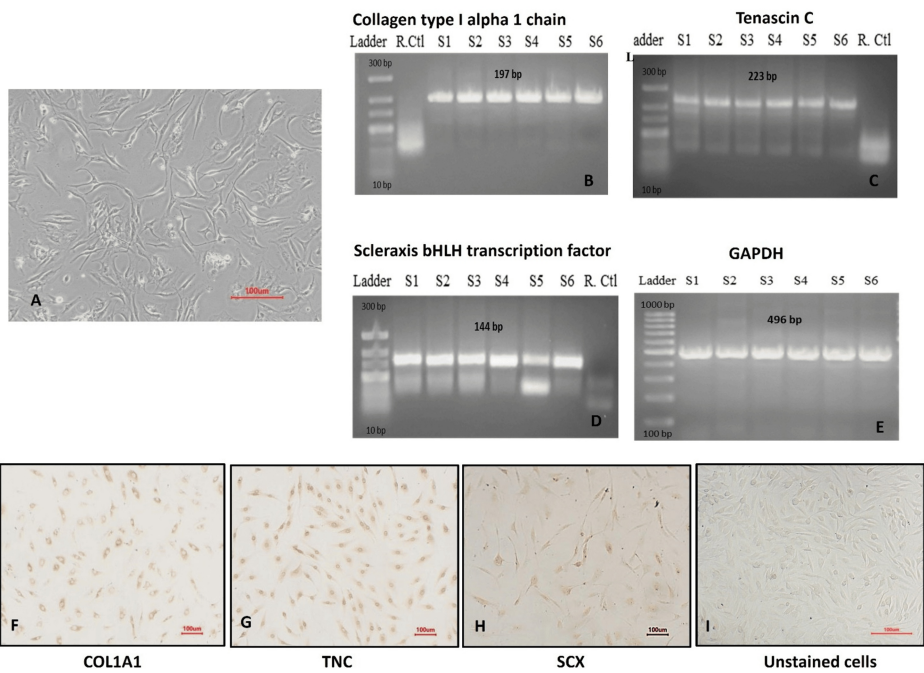 Collagen type I alpha 1 chain
Ladder R.Ctl S1 S2 S3 S4 S5 S6
300 bp
197 bp
10 bp
B
Tenascin C
adder S1 S2 S3 S4 S5 S6 R. Ctl
L
300 bp
223 bp
10 bp
C
A
100um
Scleraxis bHLH transcription factor
Ladder S1 S2 S3 S4 S5 S6 R. Ctl
300 bp
144 bp
10 bp
D
GAPDH
Ladder S1 S2 S3 S4 S5 S6
1000 bp
496 bp
100 bp
E
F
100um
G
100um
H
100um
I
100um
COL1A1
TNC
SCX
Unstained cells